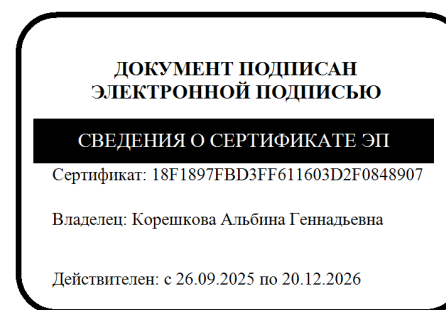 ДОКУМЕНТ ПОДПИСАН
ЭЛЕКТРОННОЙ ПОДПИСЬЮ
СВЕДЕНИЯ О СЕРТИФИКАТЕ ЭП
Сертификат: 18F1897FBD3FF611603D2F0848907
Владелец: Корешкова Альбина Геннадьевна
Действителен: с 26.09.2025 по 20.12.2026